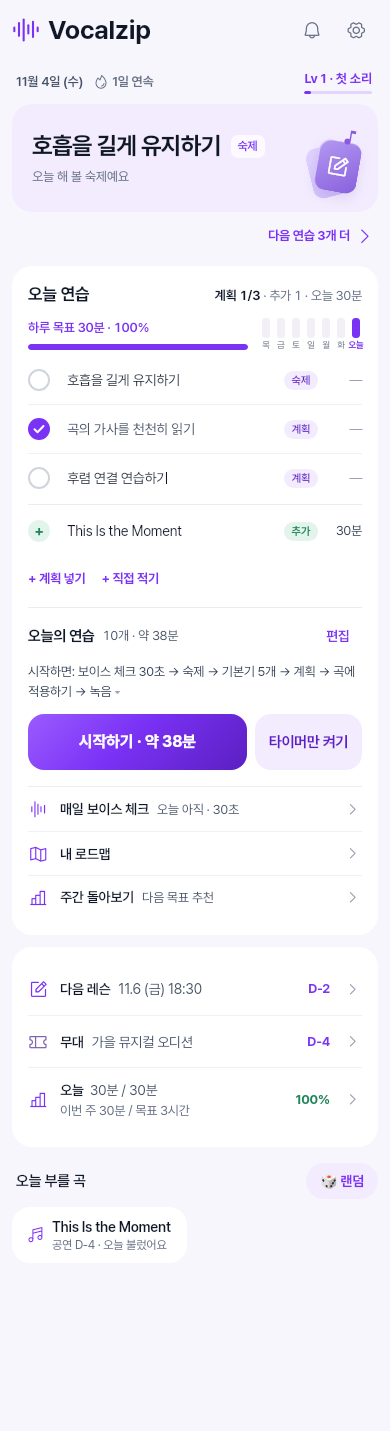 Vocalzip
11월 4일 (수) 1일 연속 Lv 1 · 첫 소리
호흡을 길게 유지하기 숙제
오늘 해 볼 숙제예요
다음 연습 3개 더
오늘 연습 계획 1/3 · 추가 1 · 오늘 30분
하루 목표 30분 · 100%
목 금 토 일 월 화 오늘
호흡을 길게 유지하기 숙제 —
곡의 가사를 천천히 읽기 계획 —
후렴 연결 연습하기 계획 —
+ This Is the Moment 추가 30분
+ 계획 넣기 + 직접 적기
오늘의 연습 10개 · 약 38분 편집
시작하면: 보이스 체크 30초 → 숙제 → 기본기 5개 → 계획 → 곡에
적용하기 → 녹음
시작하기 · 약 38분 타이머만 켜기
매일 보이스 체크 오늘 아직 · 30초
내 로드맵
주간 돌아보기 다음 목표 추천
다음 레슨 11.6 (금) 18:30 D-2
무대 가을 뮤지컬 오디션 D-4
오늘 30분 / 30분 100%
이번 주 30분 / 목표 3시간
오늘 부를 곡 🎲 랜덤
This Is the Moment
공연 D-4 · 오늘 불렀어요